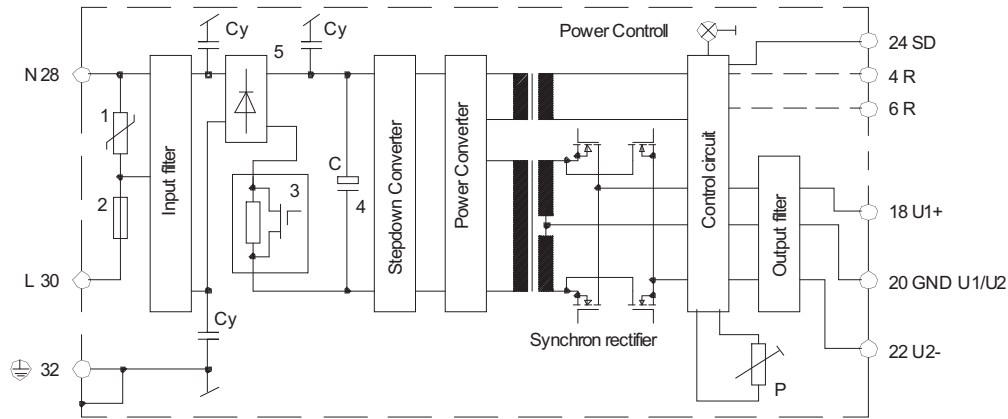 Cy
Cy
5
Power Controll
24 SD
N 28
4 R
6 R
1
Input filter
C
4
3
Stepdown Converter
Power Converter
Control circuit
Output filter
2
18 U1+
L 30
20 GND U1/U2
Cy
Synchron rectifier
22 U2-
32
P